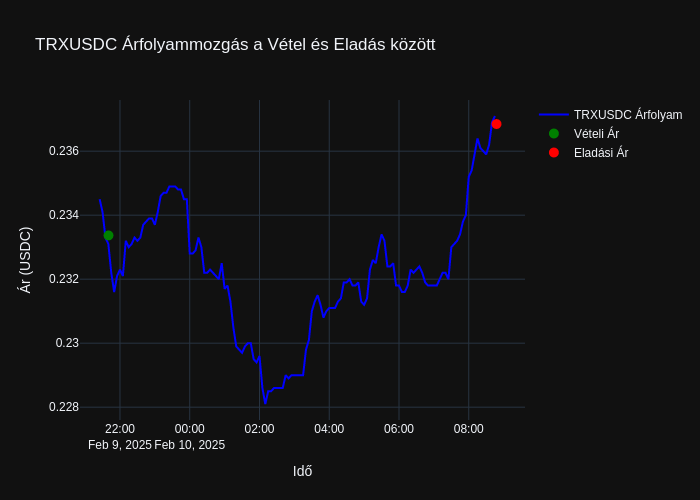 TRXUSDC Árfolyammozgás a Vétel és Eladás között
TRXUSDC Árfolyam
Vételi Ár
Eladási Ár
Ár (USDC)
0.236
0.234
0.232
0.23
0.228
22:00 00:00 02:00 04:00 06:00 08:00
Feb 9, 2025 Feb 10, 2025
Idő